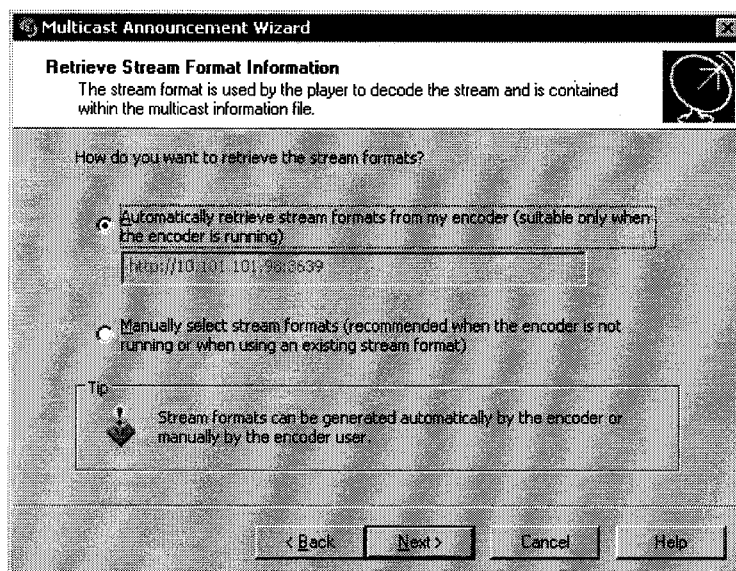 Multicast Announcement Wizard
Retrieve Stream Format Information
The stream format is used by the player to decode the stream and is contained
within the multicast information file.
How do you want to retrieve the stream formats?
Automatically retrieve stream formats from my encoder (suitable only when
the encoder is running)
http://10.101.101.96:3639
Manually select stream formats (recommended when the encoder is not
running or when using an existing stream format)
Tip
Stream formats can be generated automatically by the encoder or
manually by the encoder user.
< Back
Next >
Cancel
Help